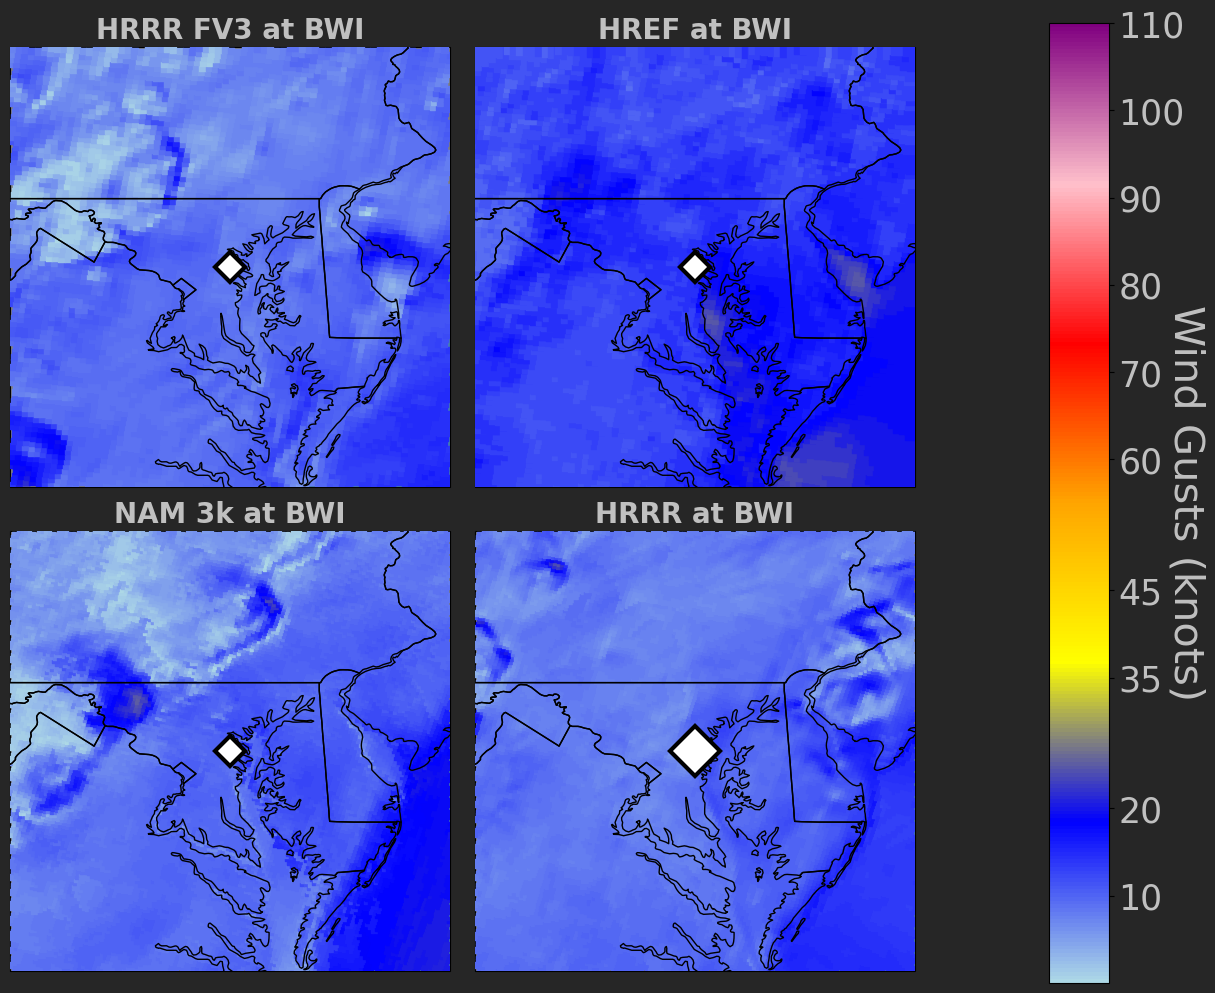 HRRR FV3 at BWI
HREF at BWI
NAM 3k at BWI
HRRR at BWI
110
100
90
80
70
60
45
35
20
10
Wind Gusts (knots)